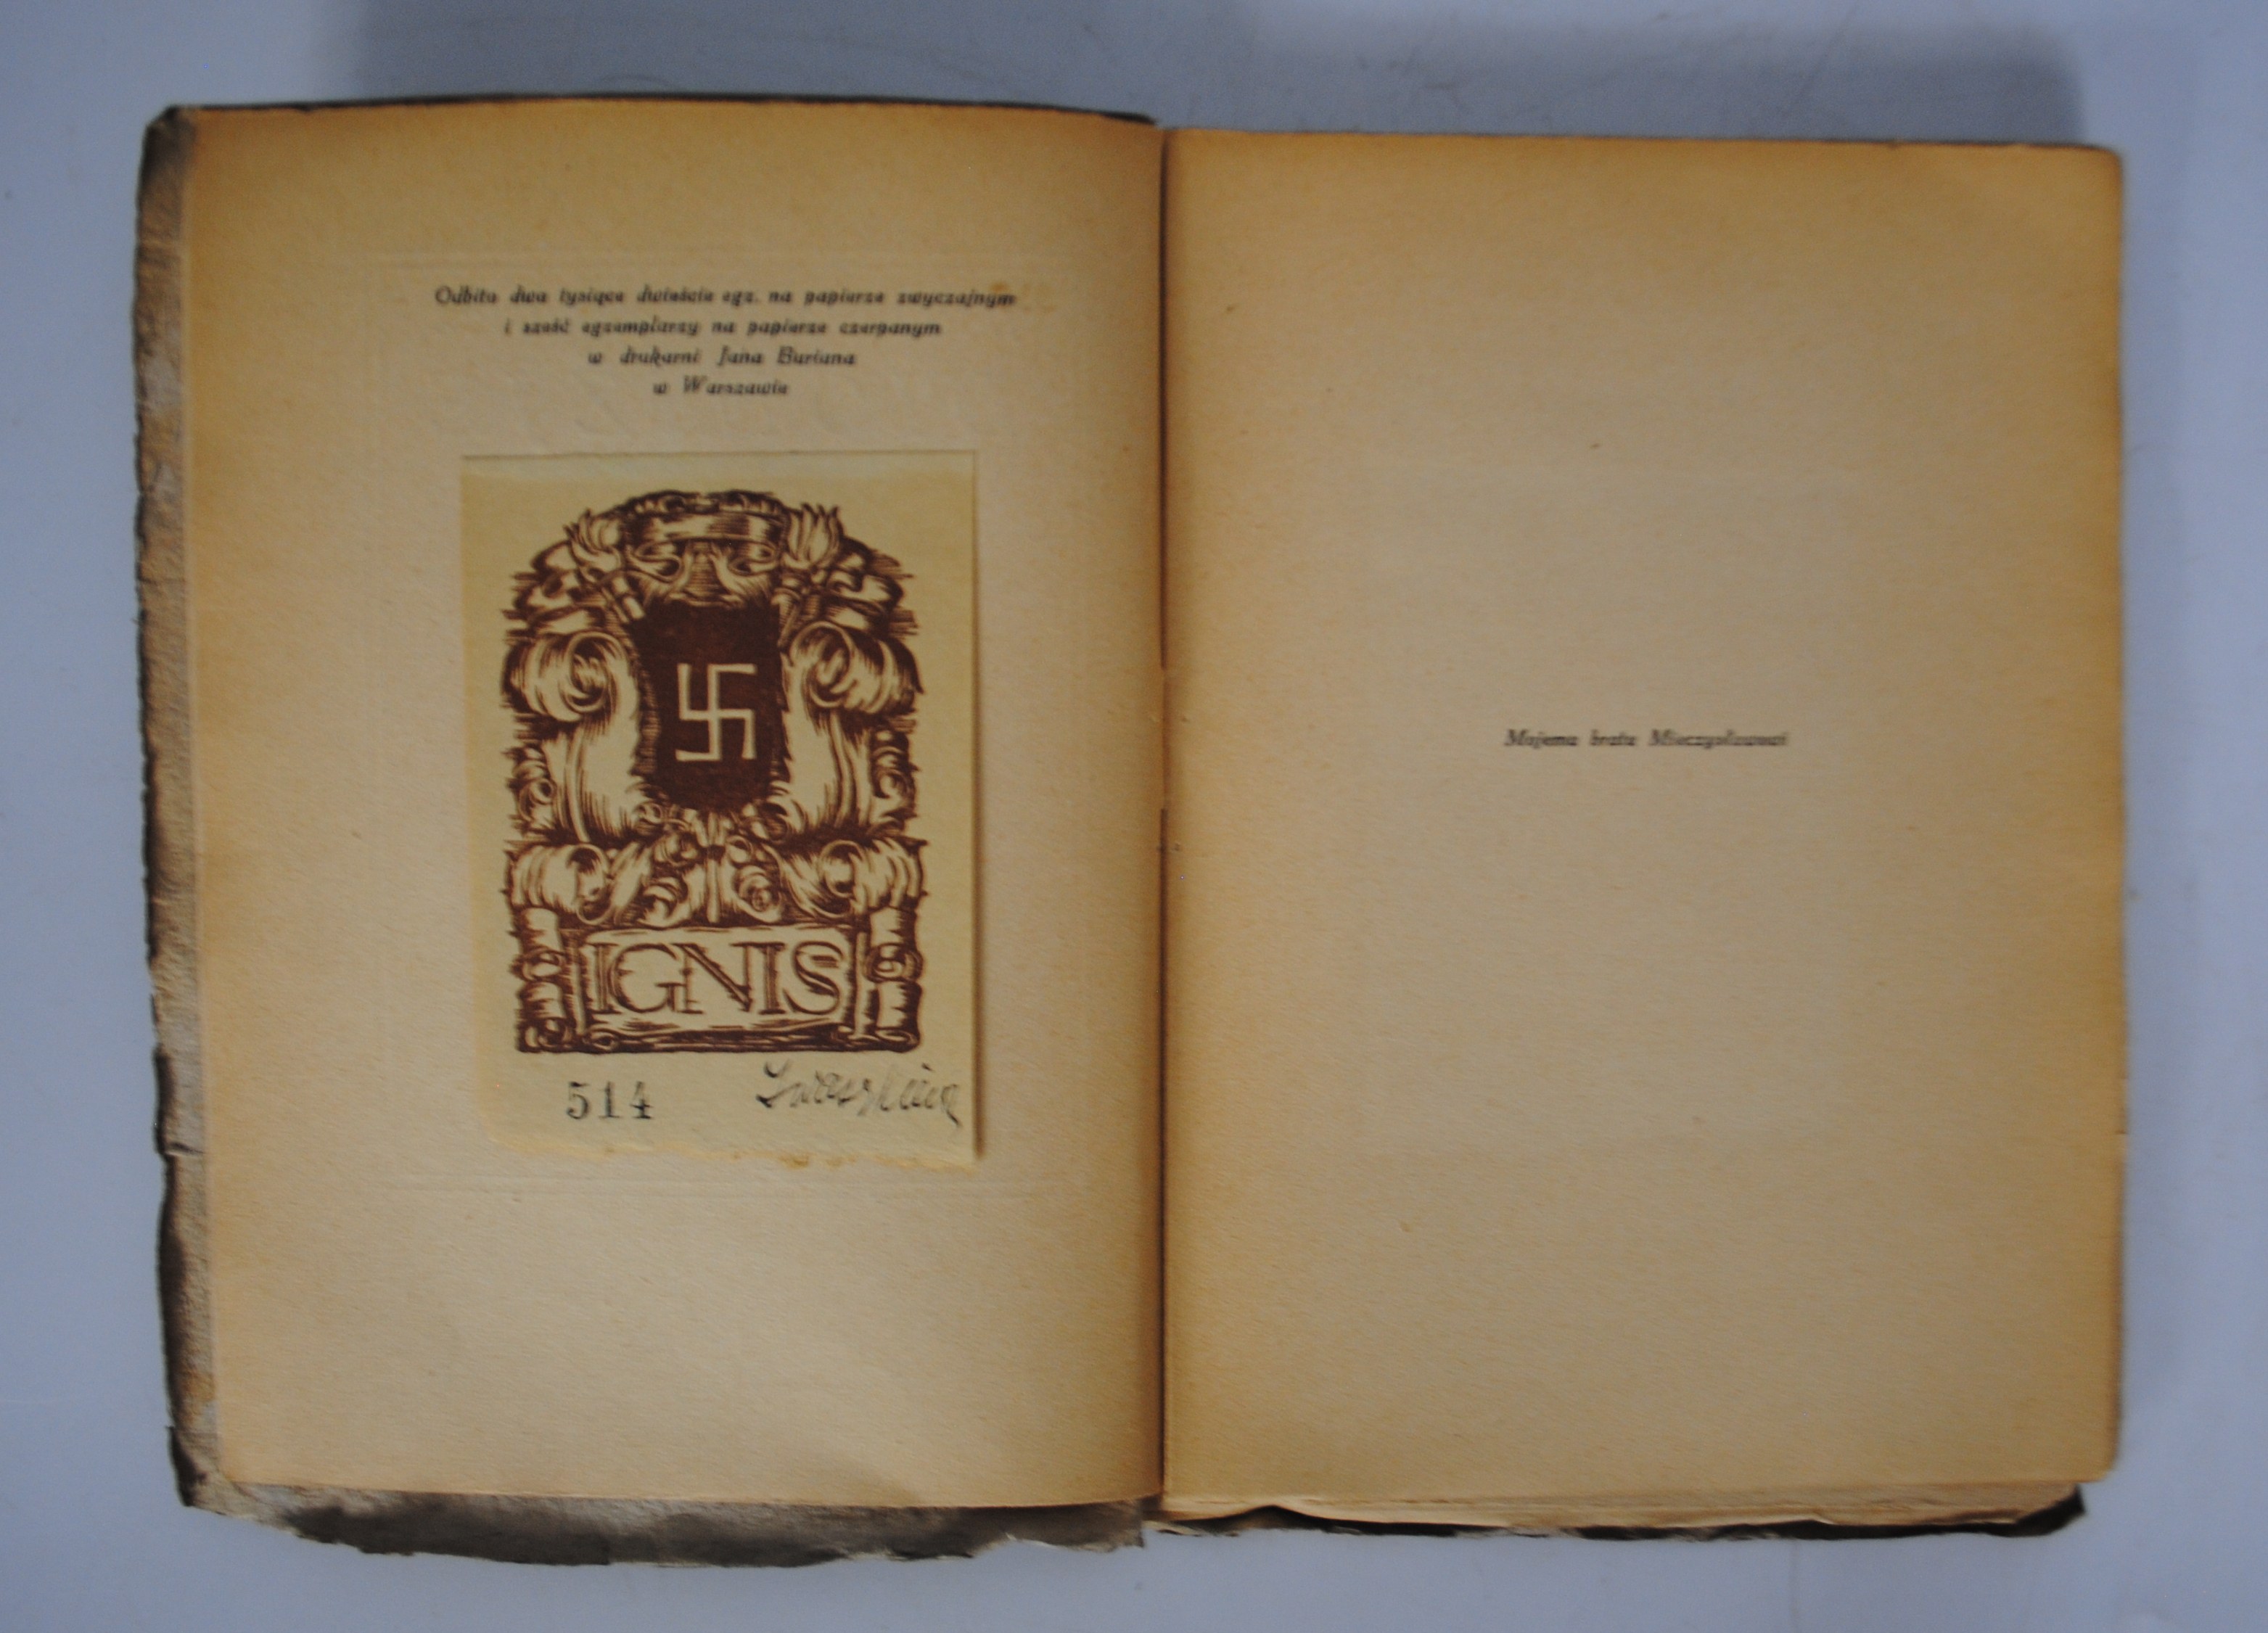 Odbito dwa tysiące dwieście egz. na papierze zwyczajnym
i sześć egzemplarzy na papierze czerpanym
w drukarni Jana Buriana
w Warszawie
IGNIS
514
Mojemu bratu Mieczysławowi